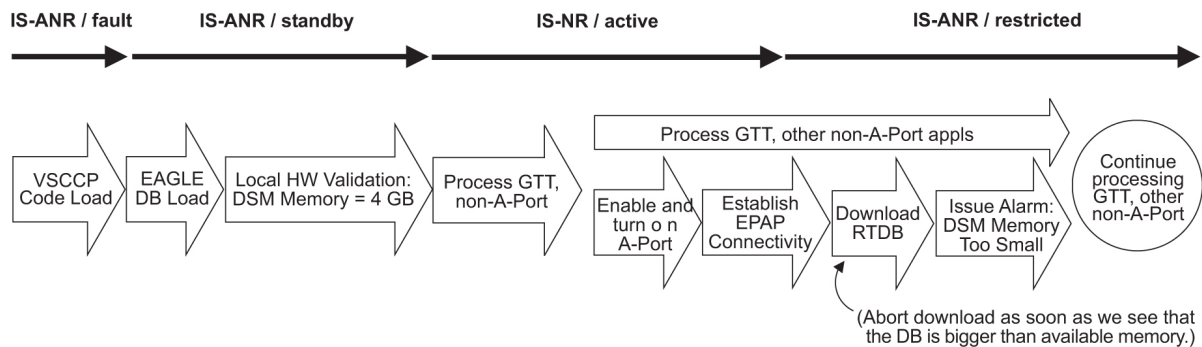 IS-ANR / fault
IS-ANR / standby
IS-NR / active
IS-ANR / restricted
Process GTT, other non-A-Port appls
VSCCP
Code Load
EAGLE
DB Load
Local HW Validation:
DSM Memory = 4 GB
Process GTT,
non-A-Port
Enable and
turn o n
A-Port
Establish
EPAP
Connectivity
Download
RTDB
Issue Alarm:
DSM Memory
Too Small
Continue
processing
GTT, other
non-A-Port
(Abort download as soon as we see that
the DB is bigger than available memory.)